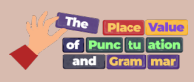 The Place Value
of Punc tu ation
and Gram mar